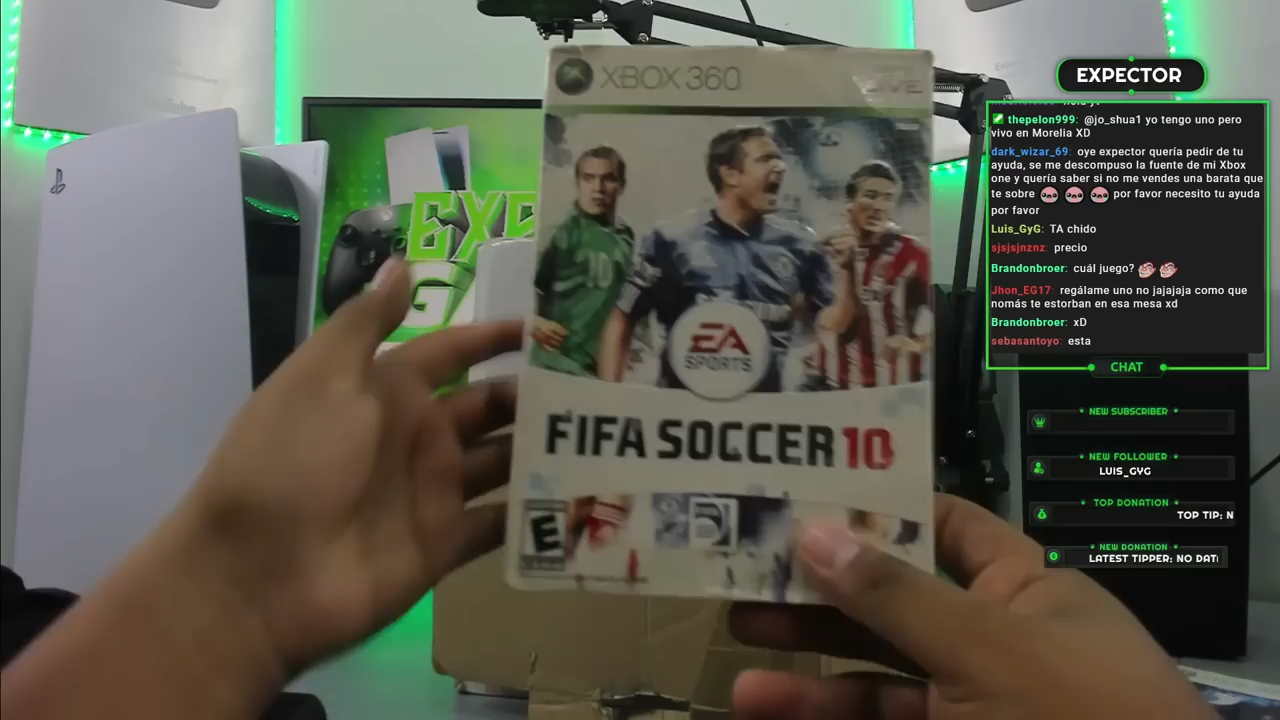 XBOX 360
LIVE
EA
SPORTS
FIFA SOCCER 10
10
E
EXP
GA
EXPECTOR
thepelon999: @jo_shua1 yo tengo uno pero
vivo en Morelia XD
dark_wizar_69: oye expector quería pedir de tu
ayuda, se me descompuso la fuente de mi Xbox
one y quería saber si no me vendes una barata que
te sobre por favor necesito tu ayuda
por favor
Luis_GyG: TA chido
sjsjsjnznz: precio
Brandonbroer: cuál juego?
Jhon_EG17: regálame uno no jajajaja como que
nomás te estorban en esa mesa xd
Brandonbroer: xD
sebasantoyo: esta
CHAT
NEW SUBSCRIBER
NEW FOLLOWER
LUIS_GYG
TOP DONATION
TOP TIP: N
NEW DONATION
LATEST TIPPER: NO DAT